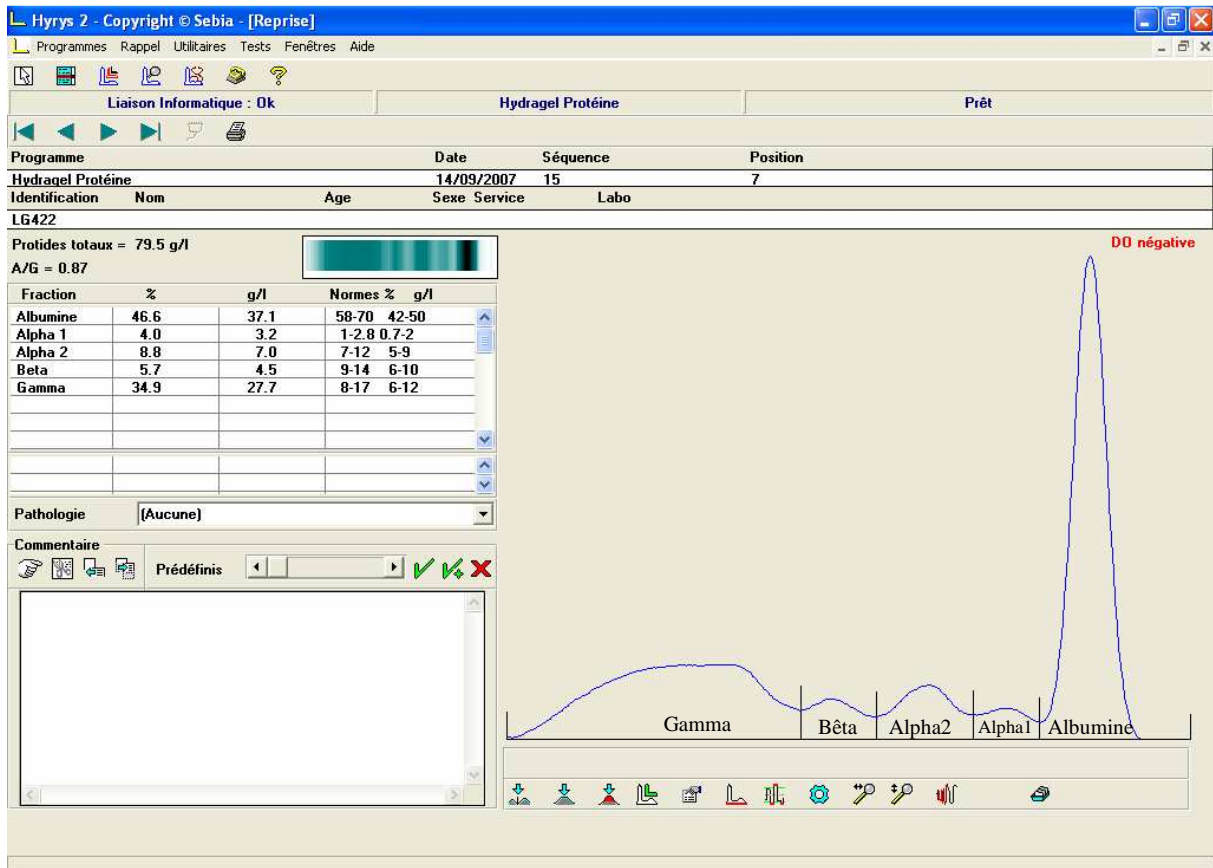 Hyrys 2 - Copyright © Sebia - [Reprise]
Programmes Rappel Utilitaires Tests Fenêtres Aide
Liaison Informatique : Ok Hydragel Protéine Prêt
Programme Date Séquence Position
Hydragel Protéine 14/09/2007 15 7
Identification Nom Age Sexe Service Labo
LG422
Protides totaux = 79.5 g/l
A/G = 0.87
DO négative
Fraction % g/l Normes % g/l
Albumine 46.6 37.1 58-70 42-50
Alpha 1 4.0 3.2 1-2.8 0.7-2
Alpha 2 8.8 7.0 7-12 5-9
Beta 5.7 4.5 9-14 6-10
Gamma 34.9 27.7 8-17 6-12
Pathologie (Aucune)
Commentaire
Prédéfinis
Gamma Bêta Alpha2 Alpha1 Albumine